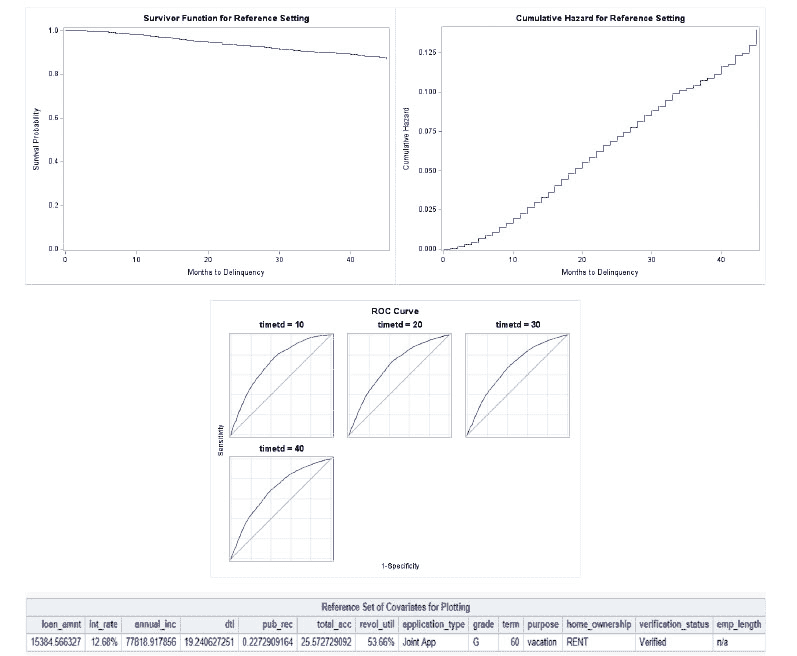 Survivor Function for Reference Setting
1.0
0.8
0.6
0.4
0.2
0.0
Survival Probability
0 10 20 30 40
Months to Delinquency
Cumulative Hazard for Reference Setting
0.125
0.100
0.075
0.050
0.025
0.000
Cumulative Hazard
0 10 20 30 40
Months to Delinquency
ROC Curve
timetd = 10 timetd = 20 timetd = 30
timetd = 40
Sensitivity
1-Specificity
Reference Set of Covariates for Plotting
loan_amnt int_rate annual_inc dti pub_rec total_acc revol_util application_type grade term purpose home_ownership verification_status emp_length
15384.566327 12.68% 77818.917856 19.240627251 0.2272909164 25.572729092 53.66% Joint App G 60 vacation RENT Verified n/a